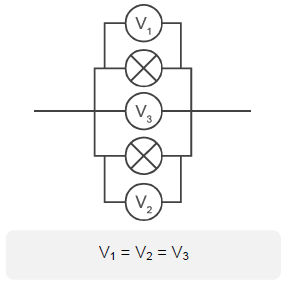 V₁
V₃
V₂
V₁ = V₂ = V₃